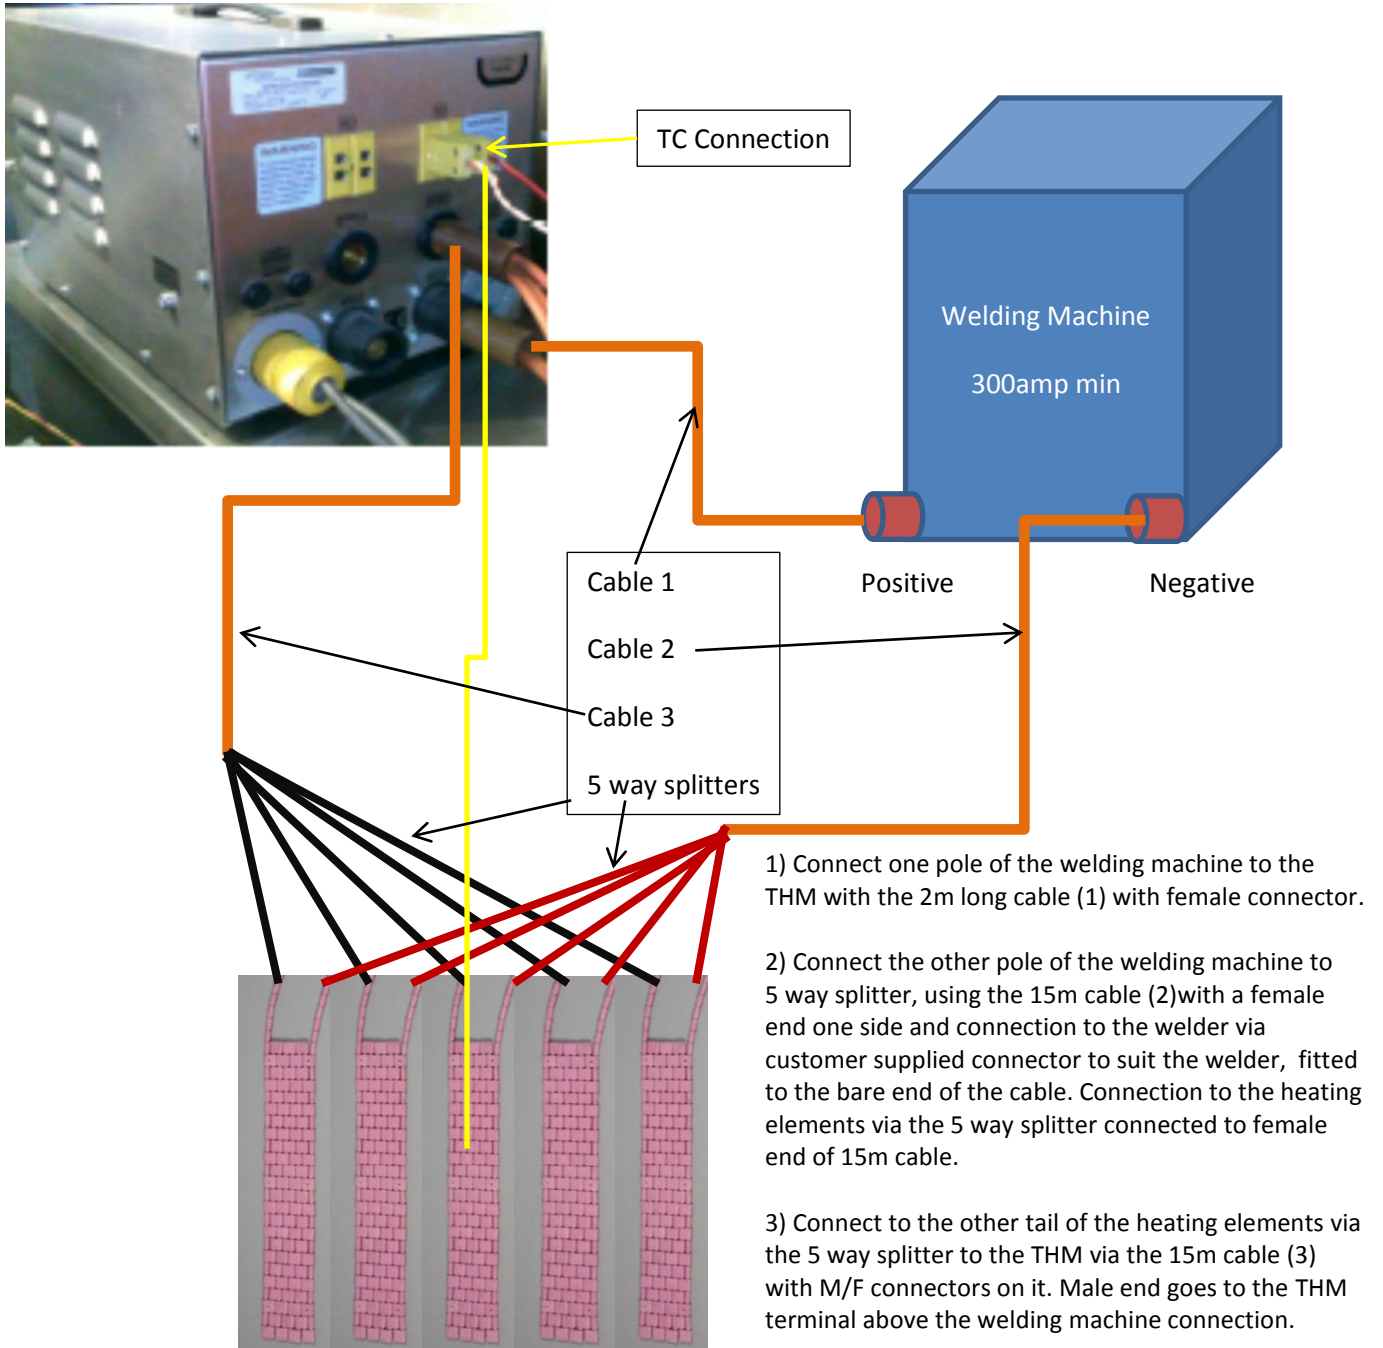 TC Connection
Welding Machine
300amp min
Positive
Negative
Cable 1
Cable 2
Cable 3
5 way splitters
1) Connect one pole of the welding machine to the
THM with the 2m long cable (1) with female connector.
2) Connect the other pole of the welding machine to
5 way splitter, using the 15m cable (2)with a female
end one side and connection to the welder via
customer supplied connector to suit the welder, fitted
to the bare end of the cable. Connection to the heating
elements via the 5 way splitter connected to female
end of 15m cable.
3) Connect to the other tail of the heating elements via
the 5 way splitter to the THM via the 15m cable (3)
with M/F connectors on it. Male end goes to the THM
terminal above the welding machine connection.